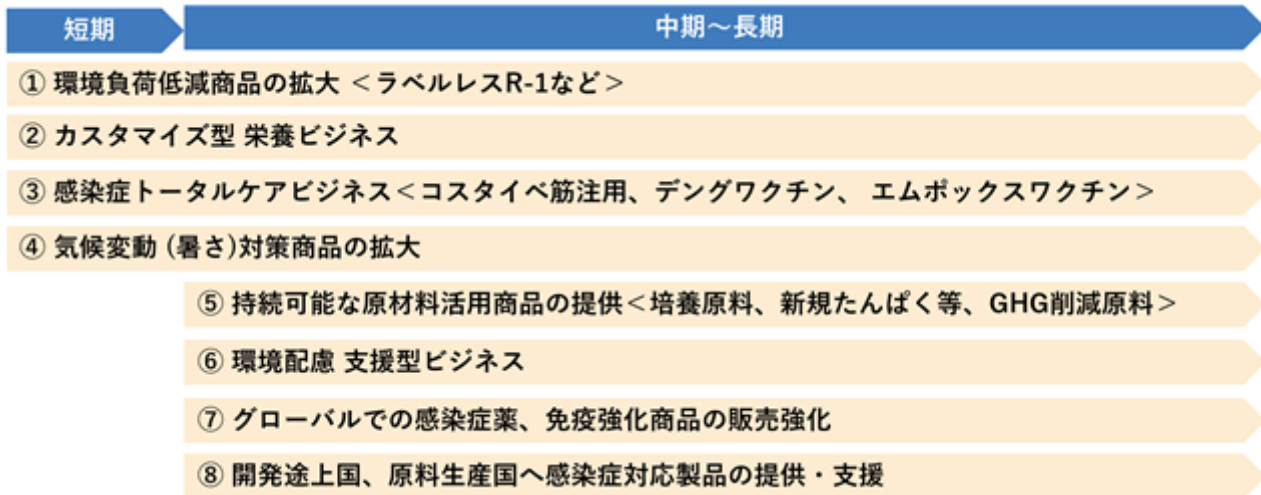 短期
中期～長期
① 環境負荷低減商品の拡大 ＜ラベルレスR-1など＞
② カスタマイズ型 栄養ビジネス
③ 感染症トータルケアビジネス＜コスタイベ筋注用、デングワクチン、 エムポックスワクチン＞
④ 気候変動 (暑さ)対策商品の拡大
⑤ 持続可能な原材料活用商品の提供＜培養原料、新規たんぱく等、GHG削減原料＞
⑥ 環境配慮 支援型ビジネス
⑦ グローバルでの感染症薬、免疫強化商品の販売強化
⑧ 開発途上国、原料生産国へ感染症対応製品の提供・支援